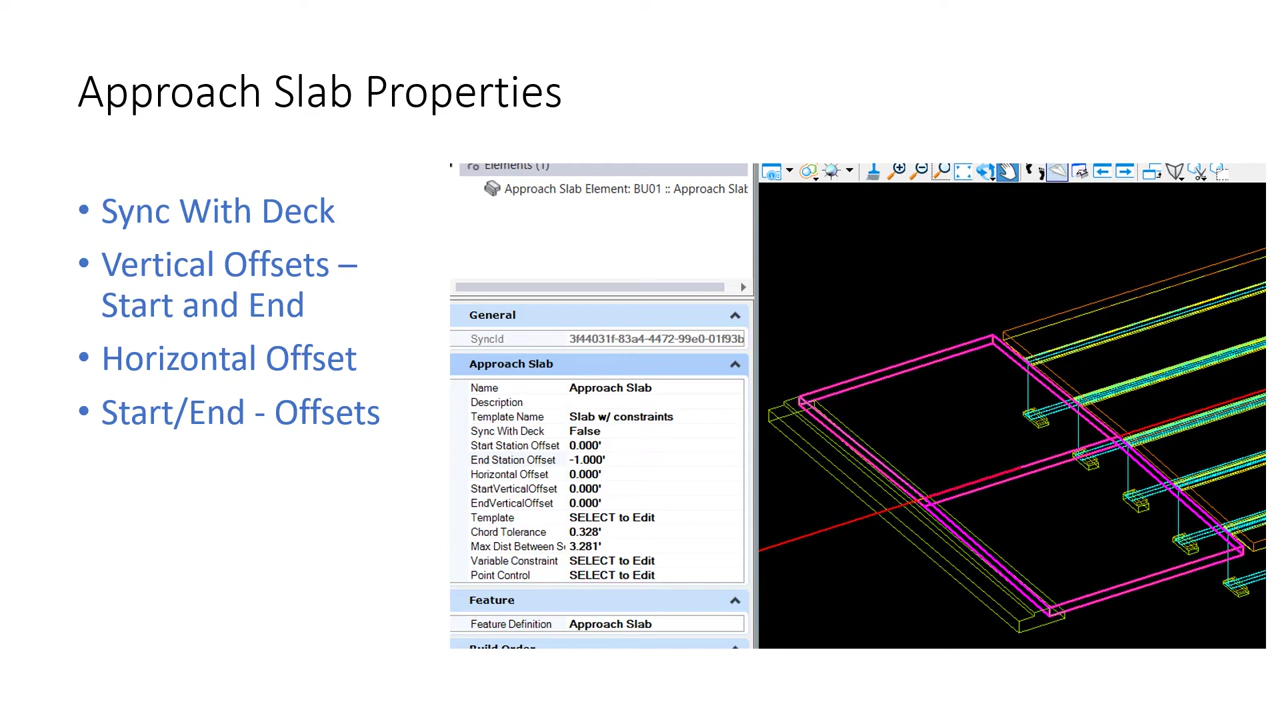 Approach Slab Properties
• Sync With Deck
• Vertical Offsets –
Start and End
• Horizontal Offset
• Start/End - Offsets
Elements (1)
Approach Slab Element: BU01 :: Approach Slab
General
SyncId 3f44031f-83a4-4472-99e0-01f93b
Approach Slab
Name Approach Slab
Description
Template Name Slab w/ constraints
Sync With Deck False
Start Station Offset 0.000'
End Station Offset -1.000'
Horizontal Offset 0.000'
StartVerticalOffset 0.000'
EndVerticalOffset 0.000'
Template SELECT to Edit
Chord Tolerance 0.328'
Max Dist Between Se 3.281'
Variable Constraint SELECT to Edit
Point Control SELECT to Edit
Feature
Feature Definition Approach Slab
Build Order